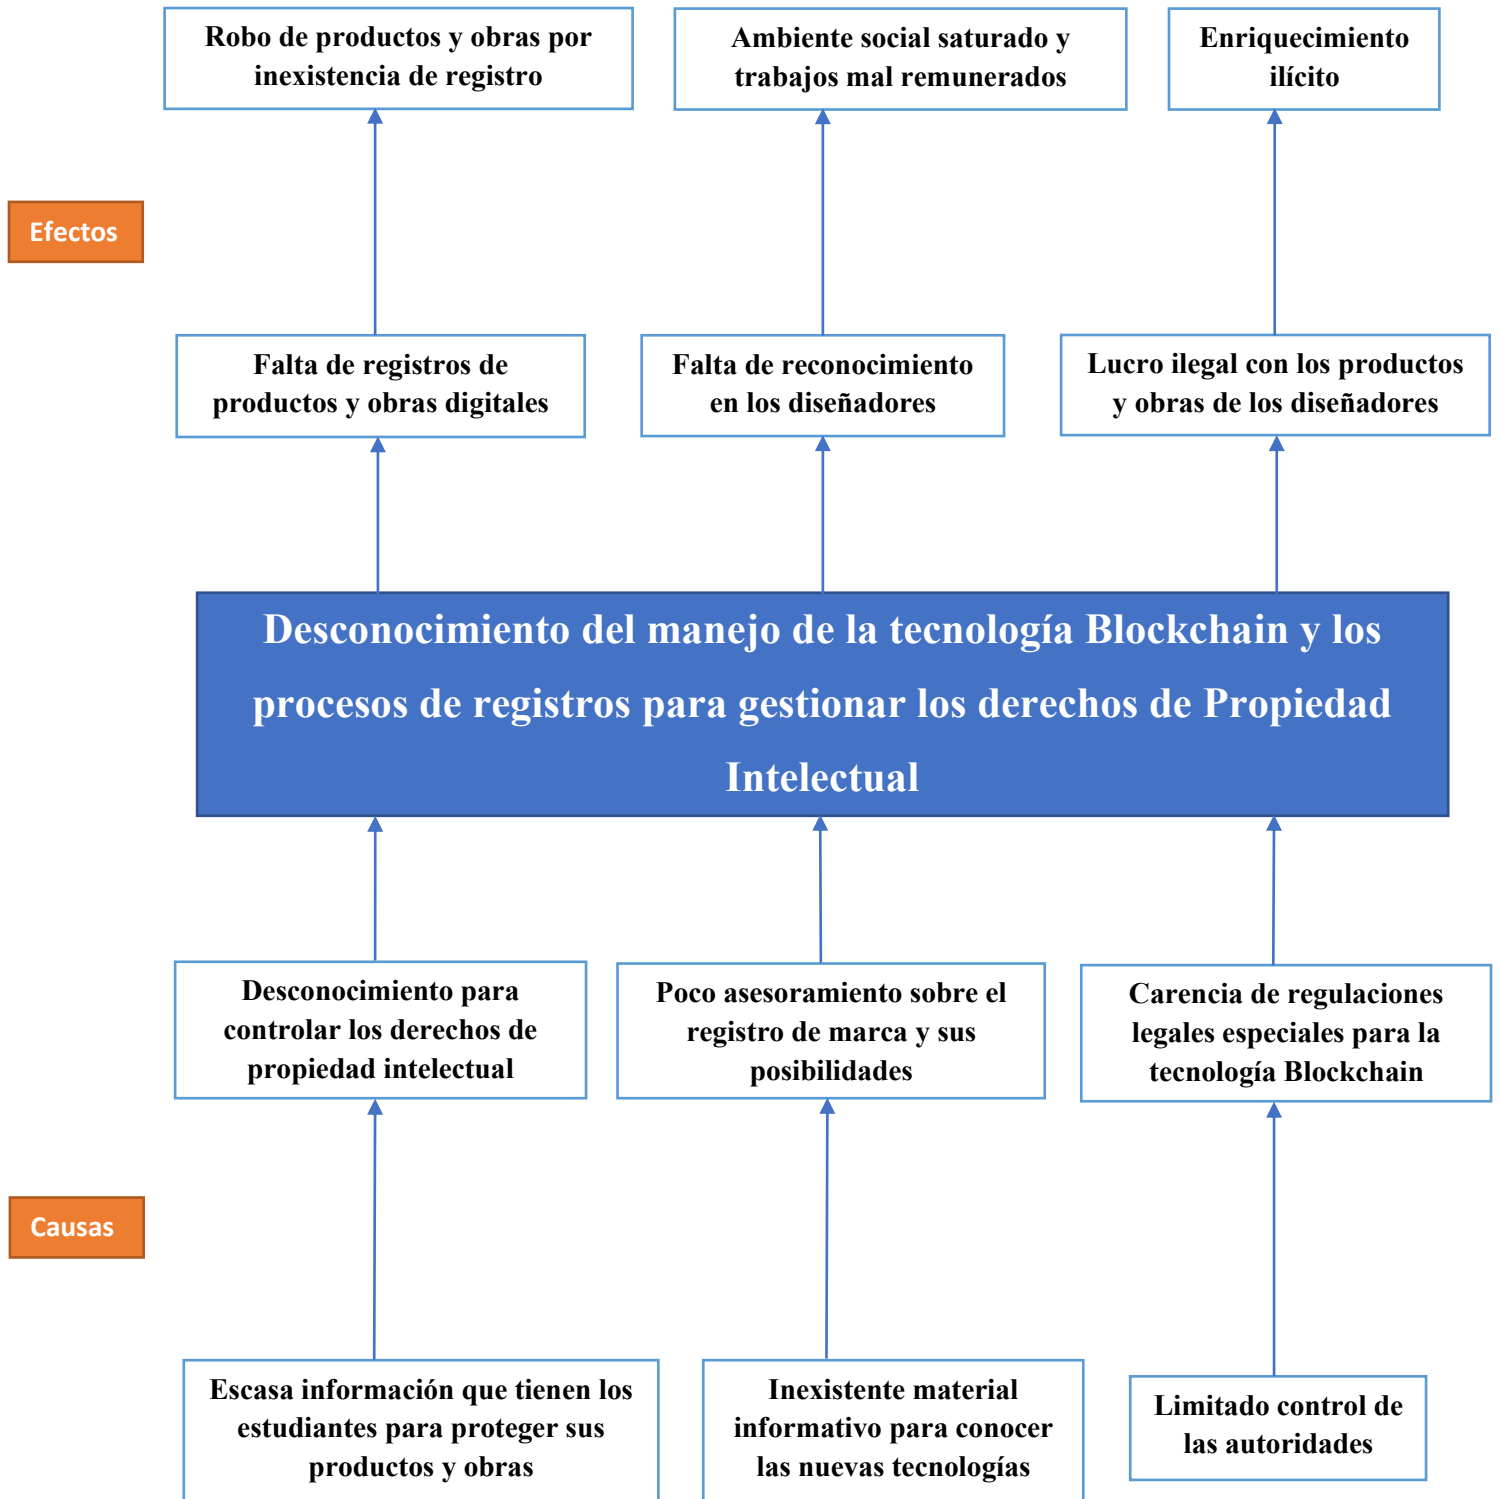 Robo de productos y obras por
inexistencia de registro
Ambiente social saturado y
trabajos mal remunerados
Enriquecimiento
ilícito
Efectos
Falta de registros de
productos y obras digitales
Falta de reconocimiento
en los diseñadores
Lucro ilegal con los productos
y obras de los diseñadores
Desconocimiento del manejo de la tecnología Blockchain y los
procesos de registros para gestionar los derechos de Propiedad
Intelectual
Desconocimiento para
controlar los derechos de
propiedad intelectual
Poco asesoramiento sobre el
registro de marca y sus
posibilidades
Carencia de regulaciones
legales especiales para la
tecnología Blockchain
Causas
Escasa información que tienen los
estudiantes para proteger sus
productos y obras
Inexistente material
informativo para conocer
las nuevas tecnologías
Limitado control de
las autoridades